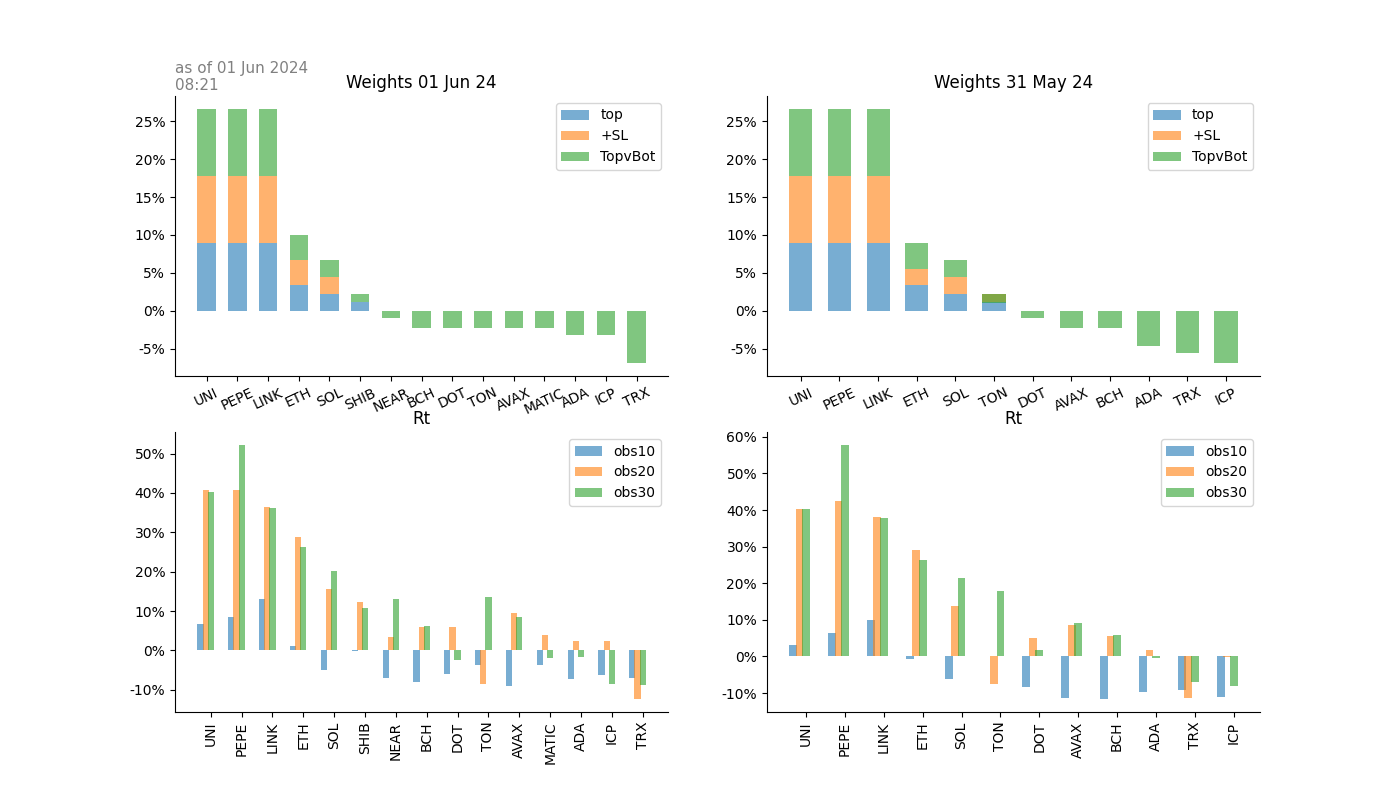 as of 01 Jun 2024
08:21
Weights 01 Jun 24
25%
20%
15%
10%
5%
0%
-5%
top
+SL
TopvBot
UNI PEPE LINK ETH SOL SHIB NEAR BCH DOT TON AVAX MATIC ADA ICP TRX
Weights 31 May 24
25%
20%
15%
10%
5%
0%
-5%
top
+SL
TopvBot
UNI PEPE LINK ETH SOL TON DOT AVAX BCH ADA TRX ICP
Rt
50%
40%
30%
20%
10%
0%
-10%
obs10
obs20
obs30
UNI PEPE LINK ETH SOL SHIB NEAR BCH DOT TON AVAX MATIC ADA ICP TRX
Rt
60%
50%
40%
30%
20%
10%
0%
-10%
obs10
obs20
obs30
UNI PEPE LINK ETH SOL TON DOT AVAX BCH ADA TRX ICP